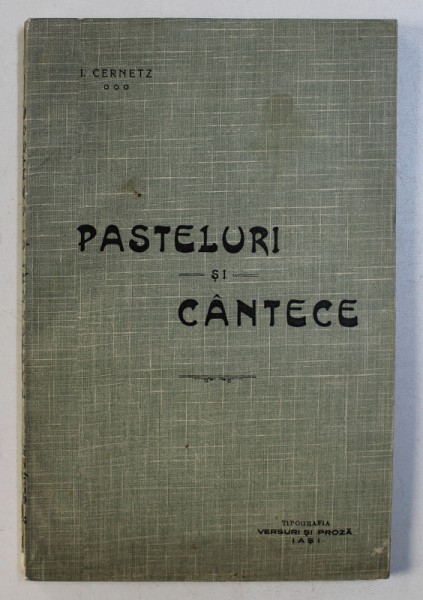 I. CERNETZ
PASTELURI
ȘI
CÂNTECE
TIPOGRAFIA
VERSURI ȘI PROZĂ
IAȘI